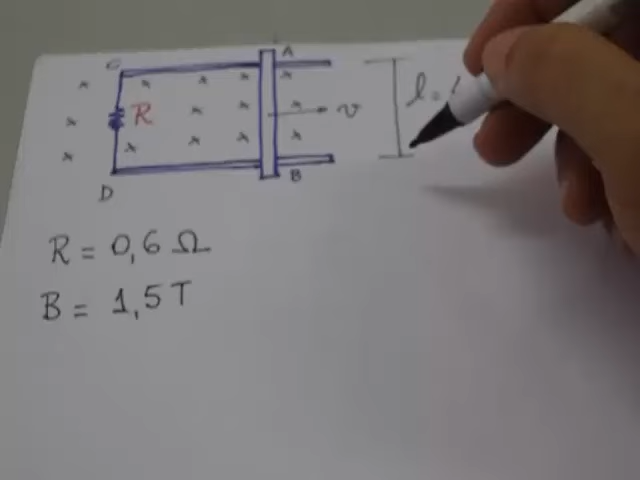 C
A
R
v
l =
D
B
R = 0,6 Ω
B = 1,5 T